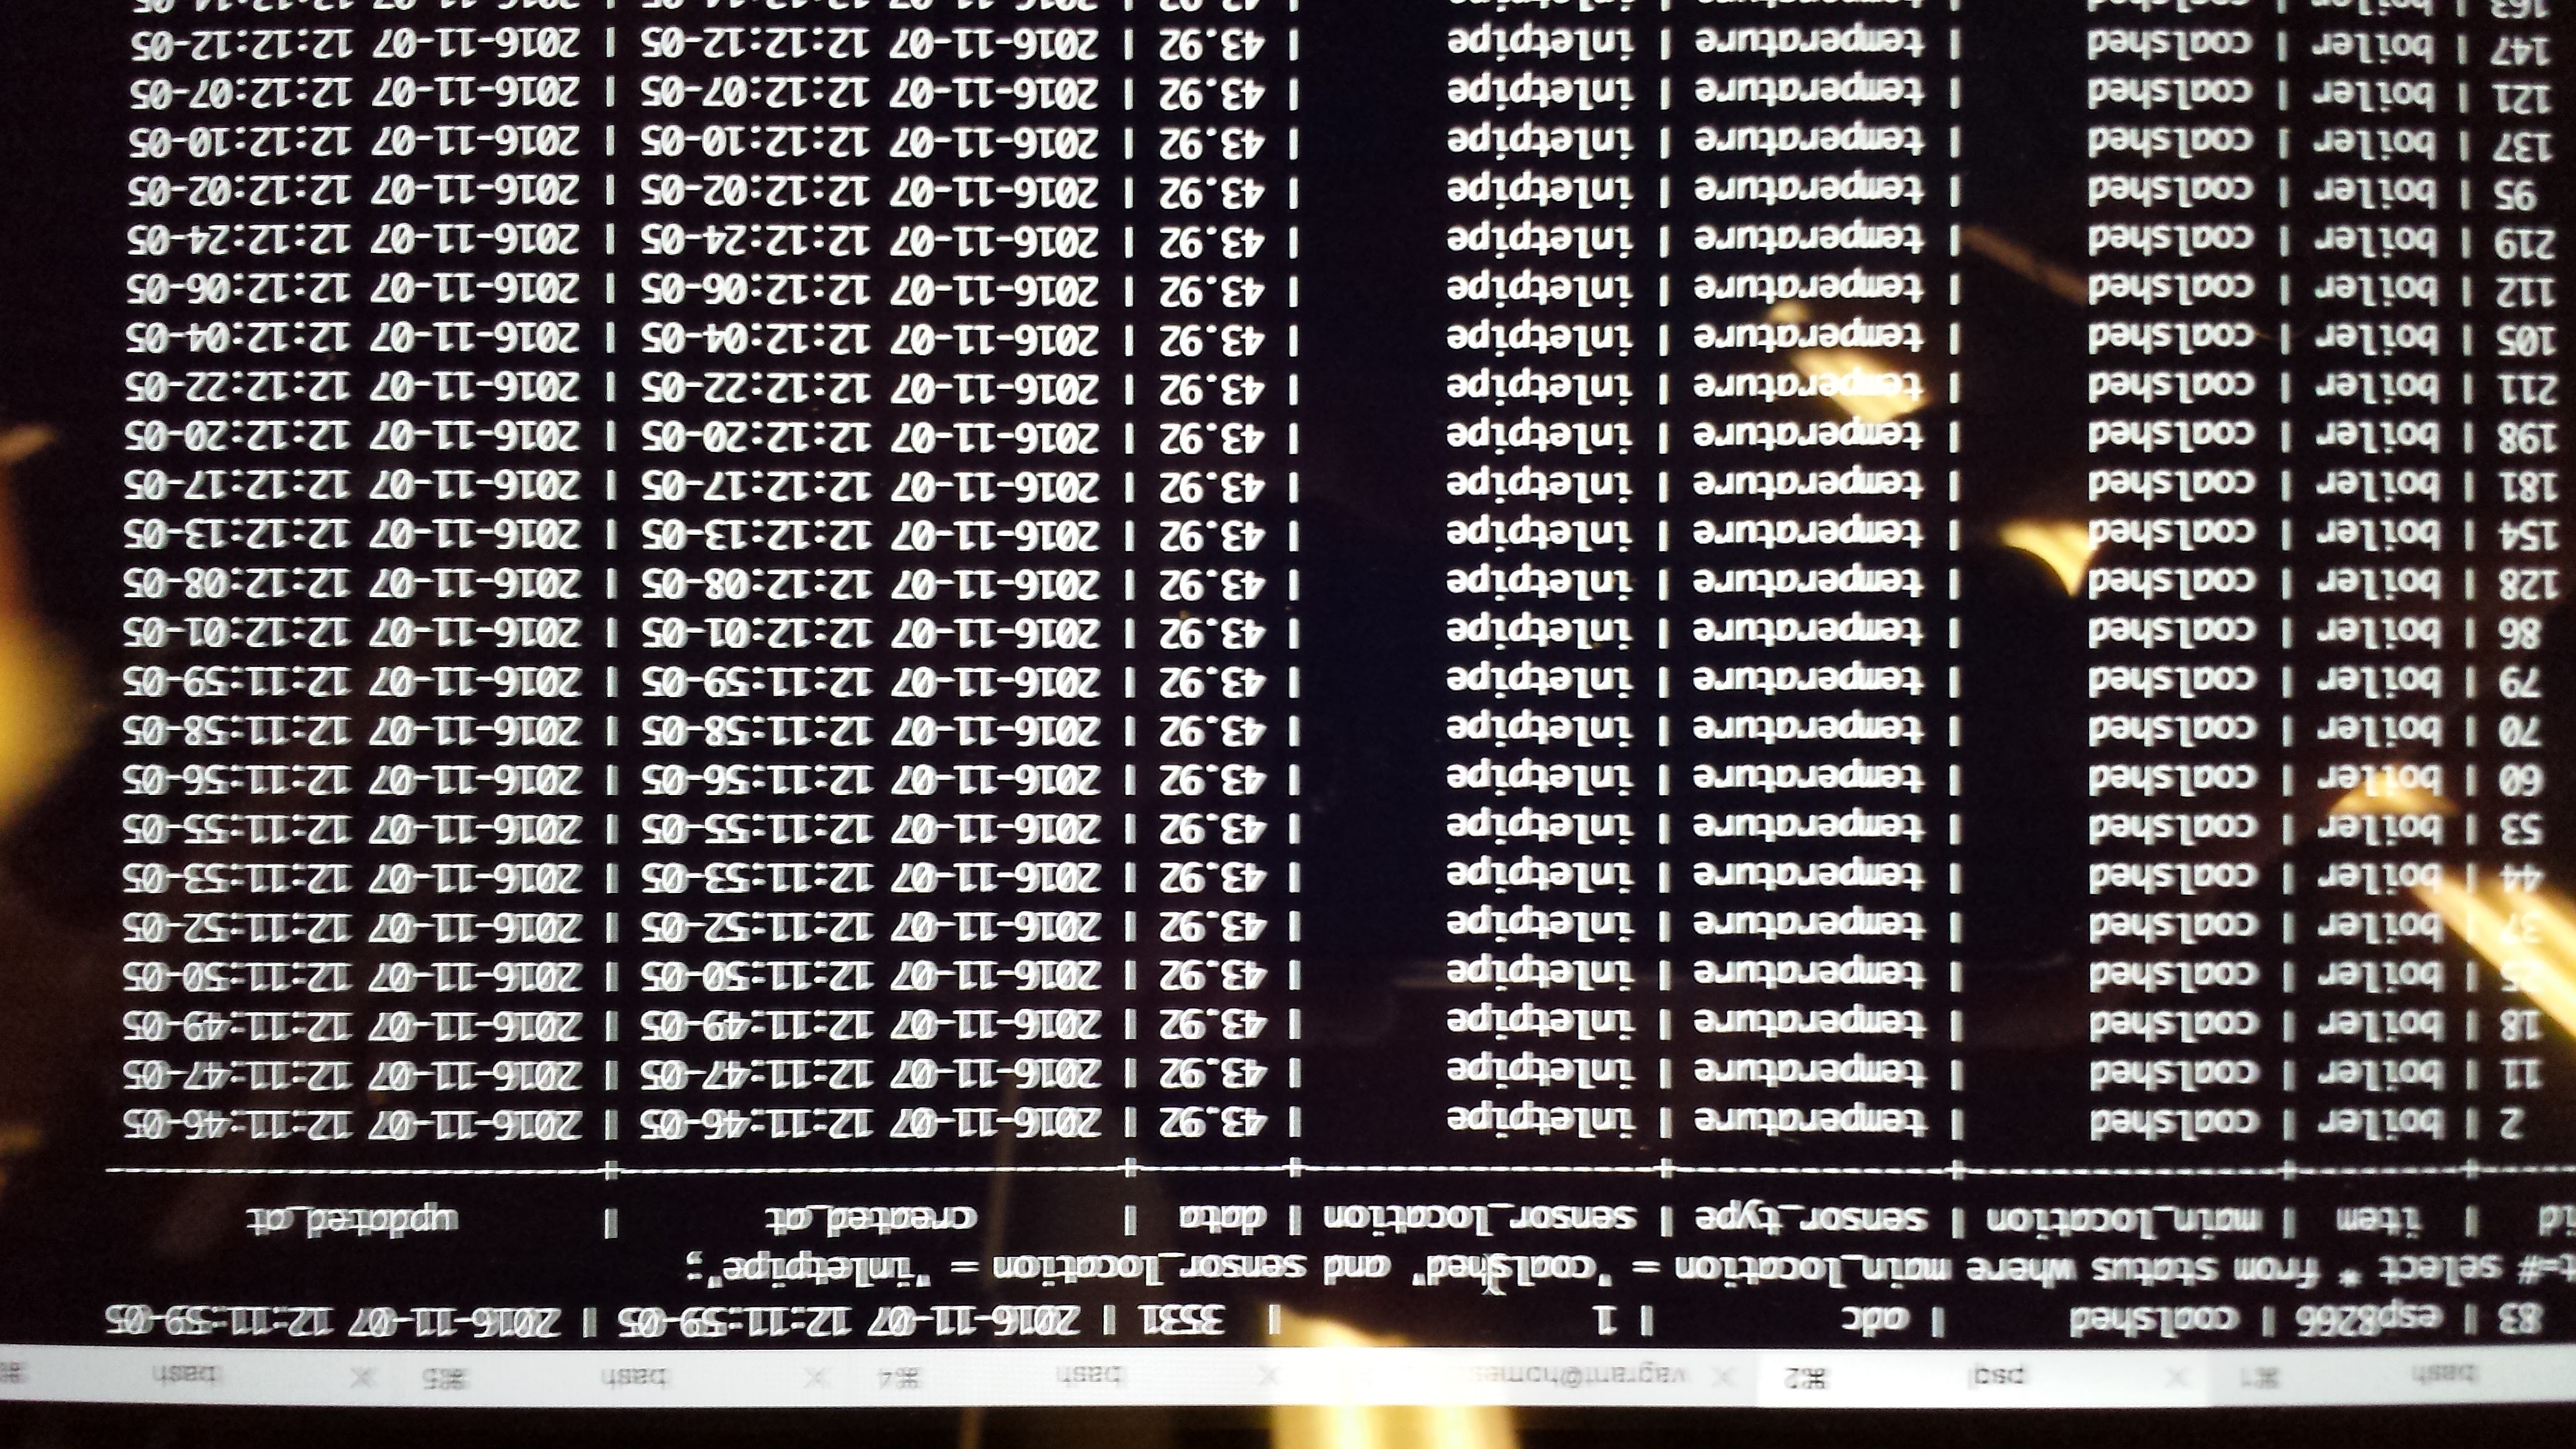 bash ⌘1 × psql ⌘2 × vagrant@homes × bash ⌘4 × bash ⌘5 × bash
83 | esp8266 | coalshed | adc | 1 | 3531 | 2016-11-07 12:11:59-05 | 2016-11-07 12:11:59-05
t=# select * from status where main_location = "coalshed" and sensor_location = "inletpipe";
id | item | main_location | sensor_type | sensor_location | data | created_at | updated_at
2 | boiler | coalshed | temperature | inletpipe | 43.92 | 2016-11-07 12:11:46-05 | 2016-11-07 12:11:46-05
11 | boiler | coalshed | temperature | inletpipe | 43.92 | 2016-11-07 12:11:47-05 | 2016-11-07 12:11:47-05
18 | boiler | coalshed | temperature | inletpipe | 43.92 | 2016-11-07 12:11:49-05 | 2016-11-07 12:11:49-05
25 | boiler | coalshed | temperature | inletpipe | 43.92 | 2016-11-07 12:11:50-05 | 2016-11-07 12:11:50-05
37 | boiler | coalshed | temperature | inletpipe | 43.92 | 2016-11-07 12:11:52-05 | 2016-11-07 12:11:52-05
44 | boiler | coalshed | temperature | inletpipe | 43.92 | 2016-11-07 12:11:53-05 | 2016-11-07 12:11:53-05
53 | boiler | coalshed | temperature | inletpipe | 43.92 | 2016-11-07 12:11:55-05 | 2016-11-07 12:11:55-05
60 | boiler | coalshed | temperature | inletpipe | 43.92 | 2016-11-07 12:11:56-05 | 2016-11-07 12:11:56-05
70 | boiler | coalshed | temperature | inletpipe | 43.92 | 2016-11-07 12:11:58-05 | 2016-11-07 12:11:58-05
79 | boiler | coalshed | temperature | inletpipe | 43.92 | 2016-11-07 12:11:59-05 | 2016-11-07 12:11:59-05
86 | boiler | coalshed | temperature | inletpipe | 43.92 | 2016-11-07 12:12:01-05 | 2016-11-07 12:12:01-05
128 | boiler | coalshed | temperature | inletpipe | 43.92 | 2016-11-07 12:12:08-05 | 2016-11-07 12:12:08-05
154 | boiler | coalshed | temperature | inletpipe | 43.92 | 2016-11-07 12:12:13-05 | 2016-11-07 12:12:13-05
181 | boiler | coalshed | temperature | inletpipe | 43.92 | 2016-11-07 12:12:17-05 | 2016-11-07 12:12:17-05
198 | boiler | coalshed | temperature | inletpipe | 43.92 | 2016-11-07 12:12:20-05 | 2016-11-07 12:12:20-05
211 | boiler | coalshed | temperature | inletpipe | 43.92 | 2016-11-07 12:12:22-05 | 2016-11-07 12:12:22-05
105 | boiler | coalshed | temperature | inletpipe | 43.92 | 2016-11-07 12:12:04-05 | 2016-11-07 12:12:04-05
112 | boiler | coalshed | temperature | inletpipe | 43.92 | 2016-11-07 12:12:06-05 | 2016-11-07 12:12:06-05
219 | boiler | coalshed | temperature | inletpipe | 43.92 | 2016-11-07 12:12:24-05 | 2016-11-07 12:12:24-05
95 | boiler | coalshed | temperature | inletpipe | 43.92 | 2016-11-07 12:12:02-05 | 2016-11-07 12:12:02-05
137 | boiler | coalshed | temperature | inletpipe | 43.92 | 2016-11-07 12:12:10-05 | 2016-11-07 12:12:10-05
121 | boiler | coalshed | temperature | inletpipe | 43.92 | 2016-11-07 12:12:07-05 | 2016-11-07 12:12:07-05
147 | boiler | coalshed | temperature | inletpipe | 43.92 | 2016-11-07 12:12:12-05 | 2016-11-07 12:12:12-05
163 | boiler | coalshed